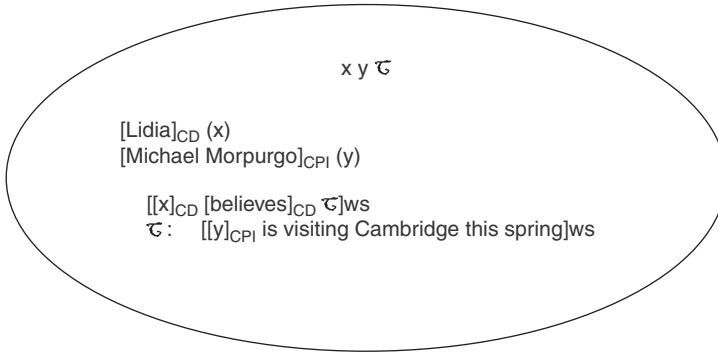 x y τ
[Lidia]CD (x)
[Michael Morpurgo]CPI (y)
[[x]CD [believes]CD τ]ws
τ: [[y]CPI is visiting Cambridge this spring]ws